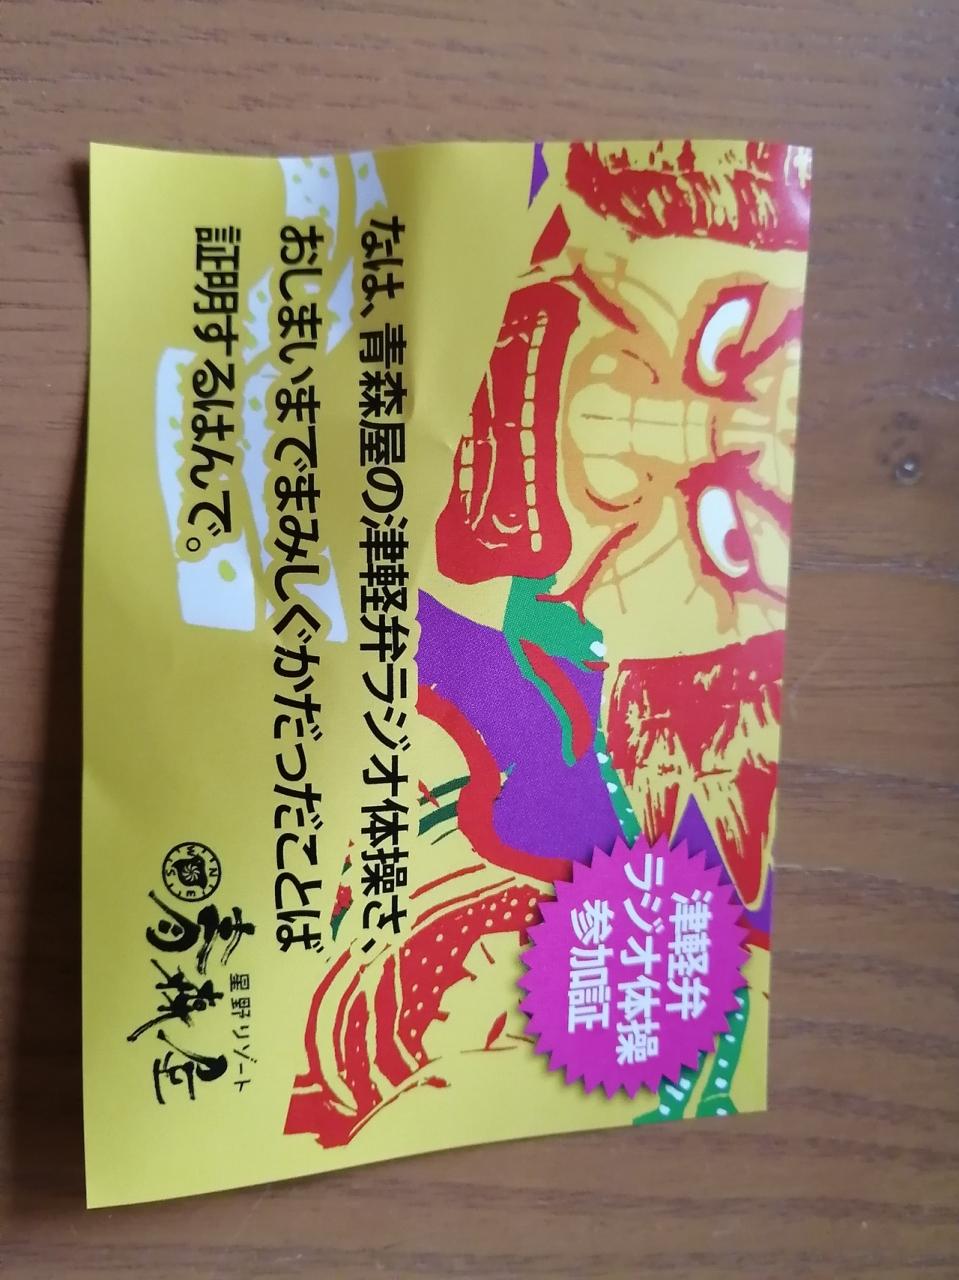 津軽弁
ラジオ体操
参加証
なは、青森屋の津軽弁ラジオ体操さ、
おしまいまでまみしぐかだっだことば
証明するはんで。
N
E
S
W
星野リゾート
青森屋